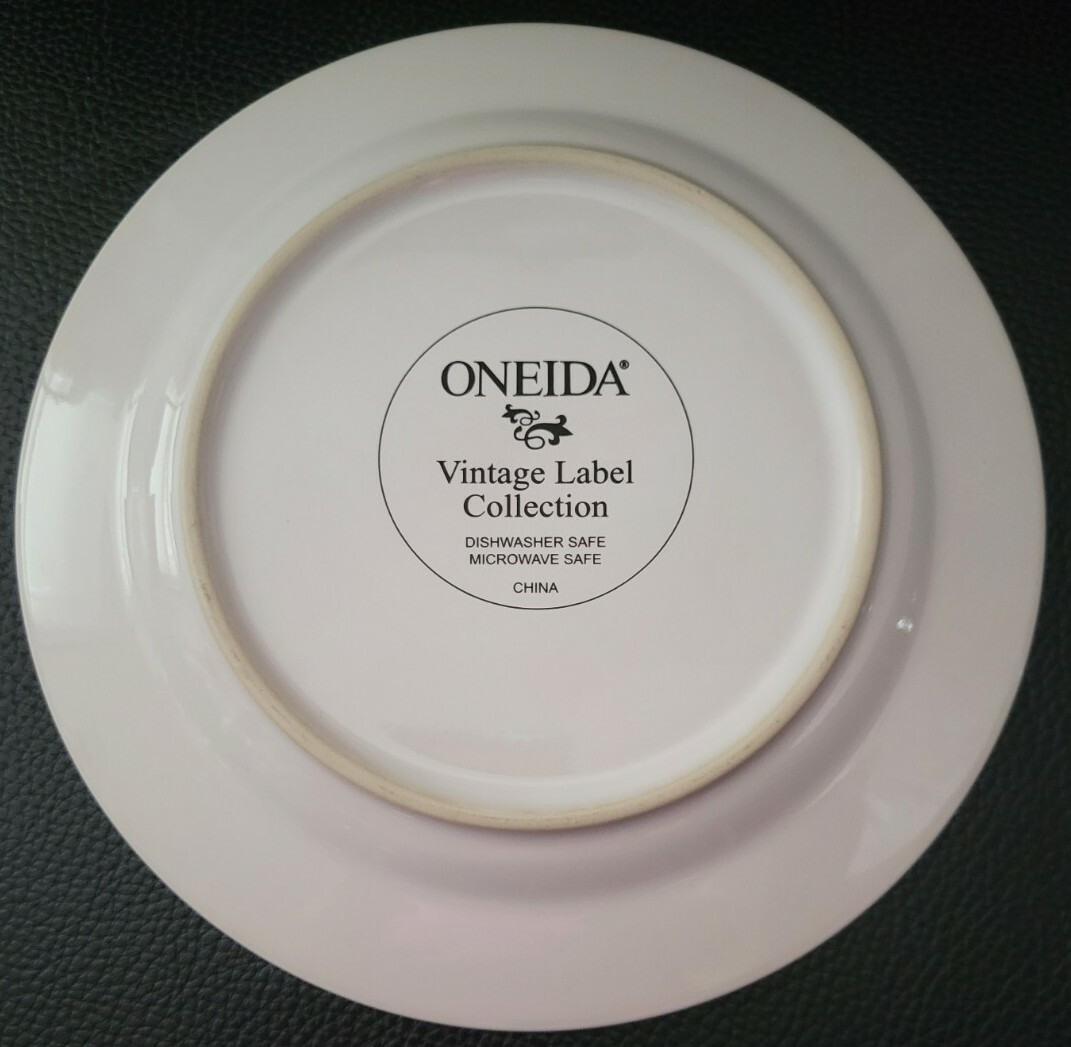 ONEIDA®
Vintage Label
Collection
DISHWASHER SAFE
MICROWAVE SAFE
CHINA